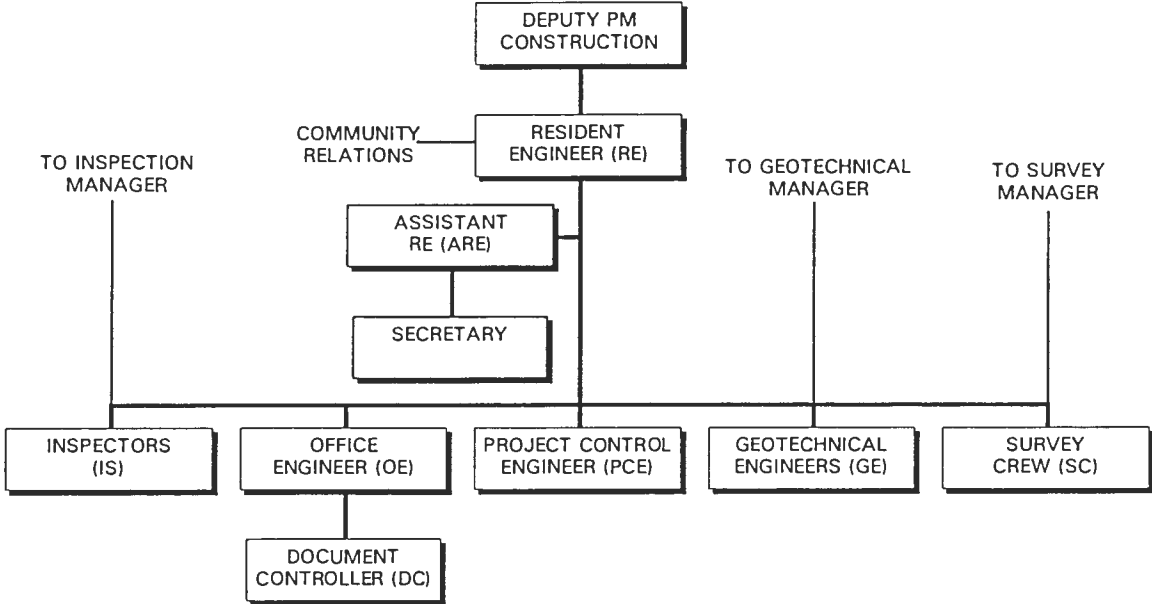 DEPUTY PM
CONSTRUCTION
COMMUNITY
RELATIONS
RESIDENT
ENGINEER (RE)
TO INSPECTION
MANAGER
TO GEOTECHNICAL
MANAGER
TO SURVEY
MANAGER
ASSISTANT
RE (ARE)
SECRETARY
INSPECTORS
(IS)
OFFICE
ENGINEER (OE)
PROJECT CONTROL
ENGINEER (PCE)
GEOTECHNICAL
ENGINEERS (GE)
SURVEY
CREW (SC)
DOCUMENT
CONTROLLER (DC)